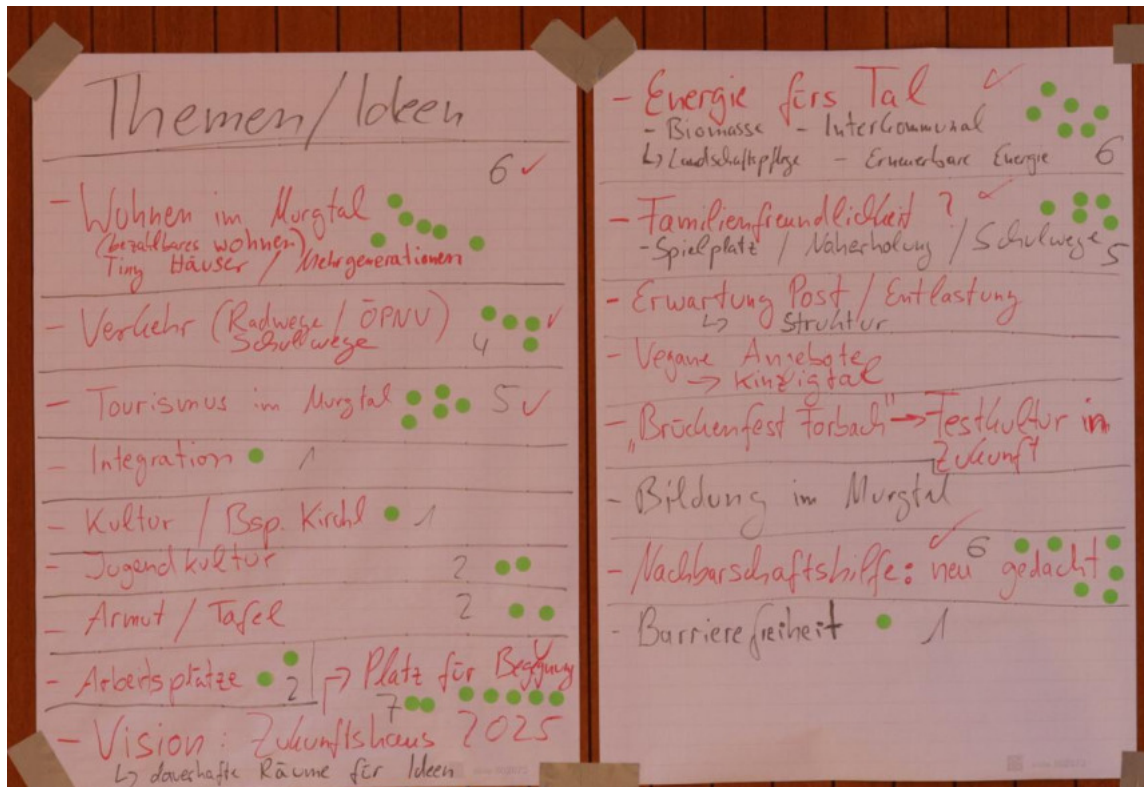 Themen/Ideen
6 ✓
- Wohnen im Murgtal
(bezahlbares wohnen)
Tiny Häuser / Mehrgenerationen
- Verkehr (Radwege / ÖPNV) ✓
Schulwege 4
- Tourismus im Murgtal 5 ✓
- Integration 1
- Kultur / Bsp. Kirchl 1
- Jugendkultur 2
- Armut / Tafel 2
- Arbeitsplätze 2
→ Platz für Begegnung ✓
7
- Vision: Zukunftshaus 2025
↳ dauerhafte Räume für Ideen
- Energie fürs Tal ✓
- Biomasse - Interkommunal
↳ Landschaftspflege - Erneuerbare Energie 6
- Familienfreundlichkeit ? ✓
- Spielplatz / Naherholung / Schulwege 5
- Erwartung Post / Entlastung
↳ Struktur
- Vegane Angebote
→ Kinzigtal
- "Brückenfest Forbach" → Festkultur in
Zukunft
- Bildung im Murgtal
✓ 6
- Nachbarschaftshilfe: neu gedacht
- Barrierefreiheit 1